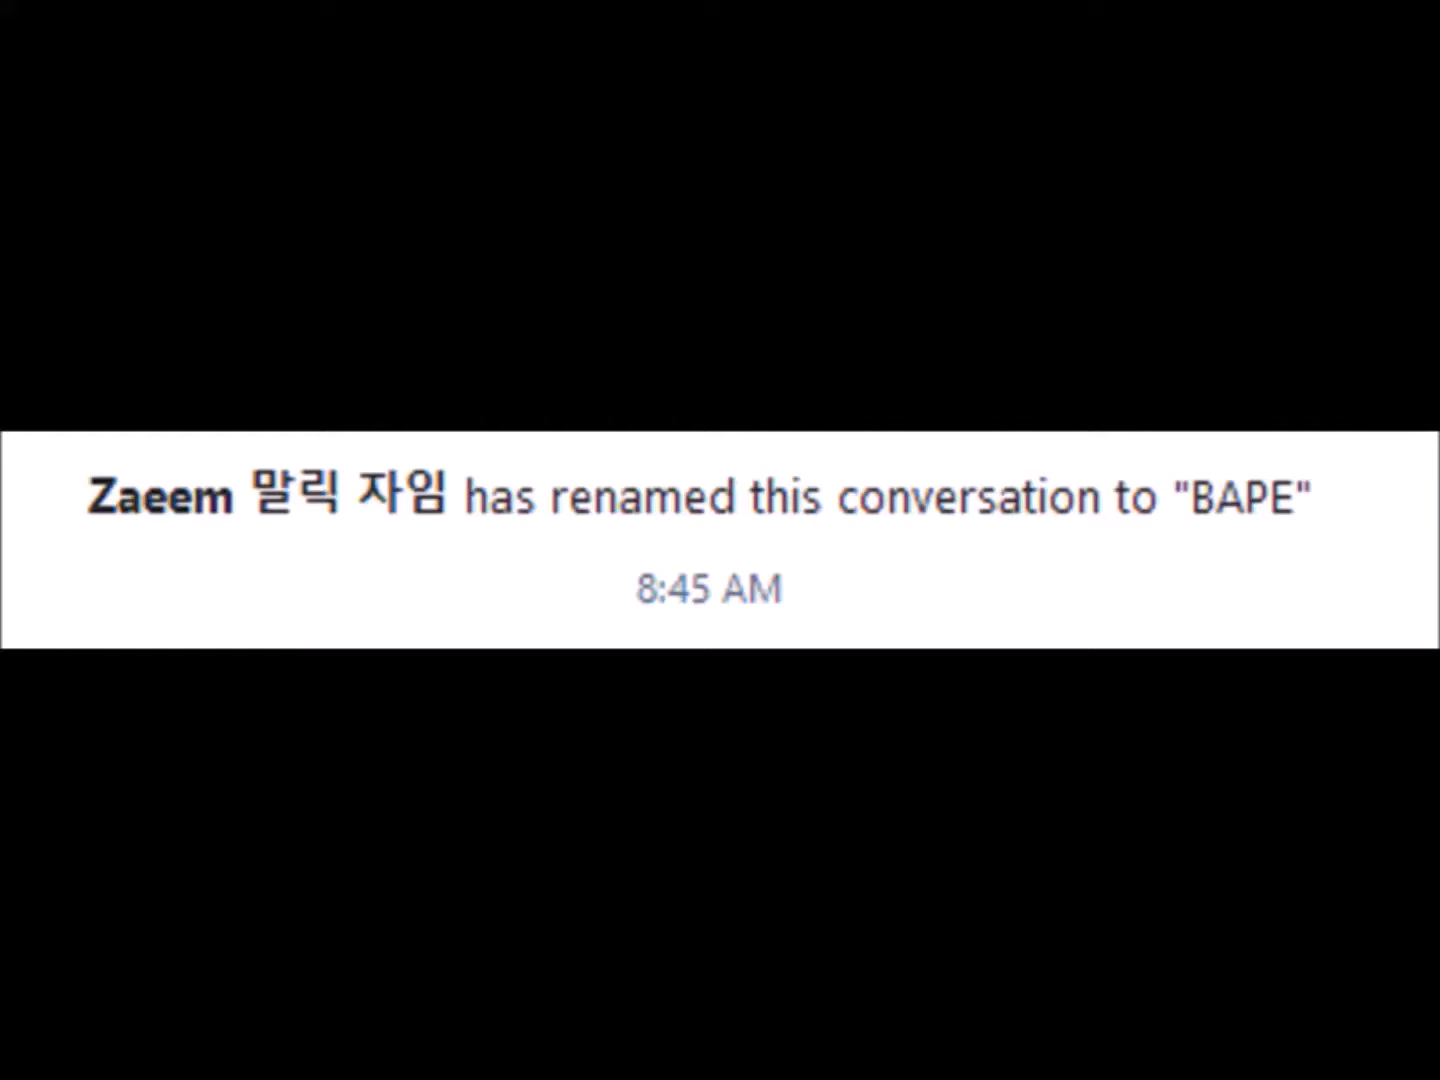 Zaeem 말릭 자임 has renamed this conversation to "BAPE"
8:45 AM